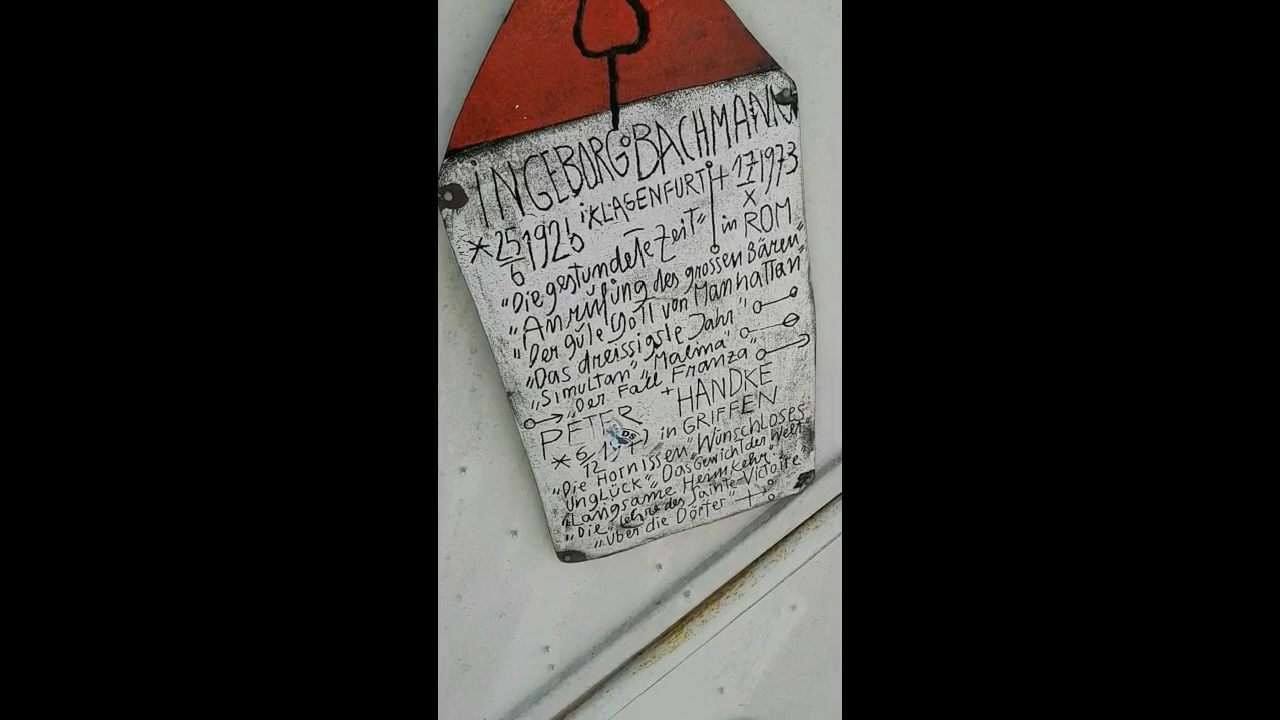 INGEBORG BACHMANN
* 25/6 1926 i KLAGENFURT + 17/X 1973
in ROM
"Die gestundete Zeit"
"Anrufung des grossen Bären"
"Der gute Gott von Manhattan"
"Das dreissigste Jahr"
"Simultan" "Malina"
"Der Fall Franza"
PETER + HANDKE
* 6/12 in GRIFFEN
"Die Hornissen" "Wunschloses
Unglück", "Das Gewicht der Welt"
"Langsame Heimkehr"
"Die Lehre der Sainte-Victoire"
"Über die Dörfer"